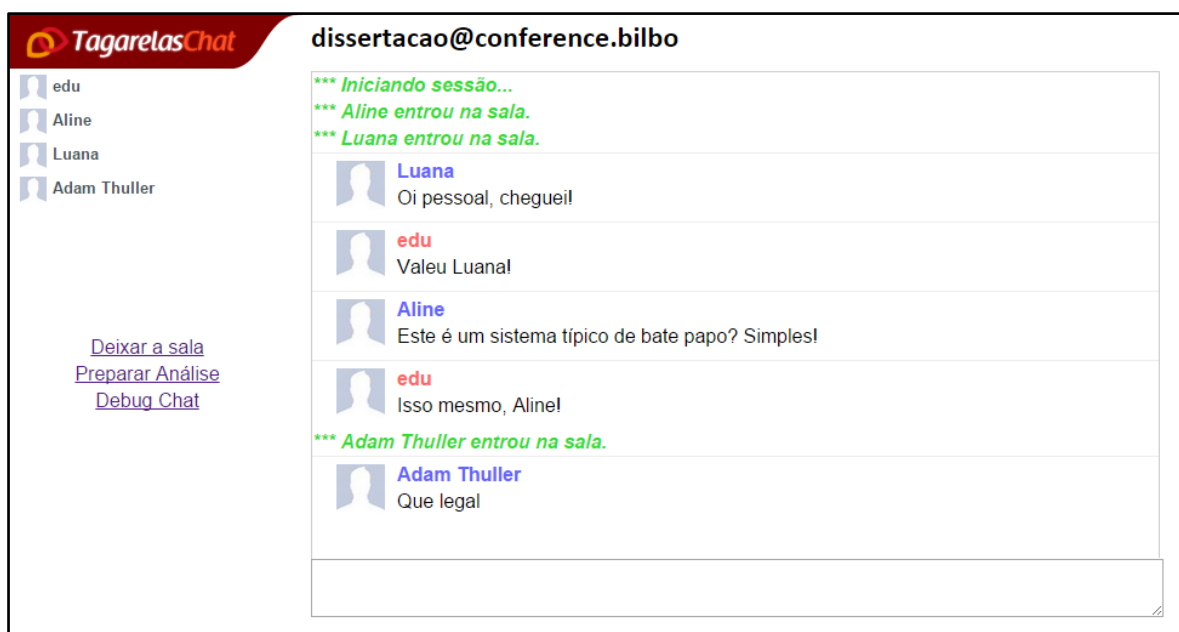 TagarelasChat
edu
Aline
Luana
Adam Thuller
Deixar a sala
Preparar Análise
Debug Chat
dissertacao@conference.bilbo
*** Iniciando sessão...
*** Aline entrou na sala.
*** Luana entrou na sala.
Luana
Oi pessoal, cheguei!
edu
Valeu Luana!
Aline
Este é um sistema típico de bate papo? Simples!
edu
Isso mesmo, Aline!
*** Adam Thuller entrou na sala.
Adam Thuller
Que legal